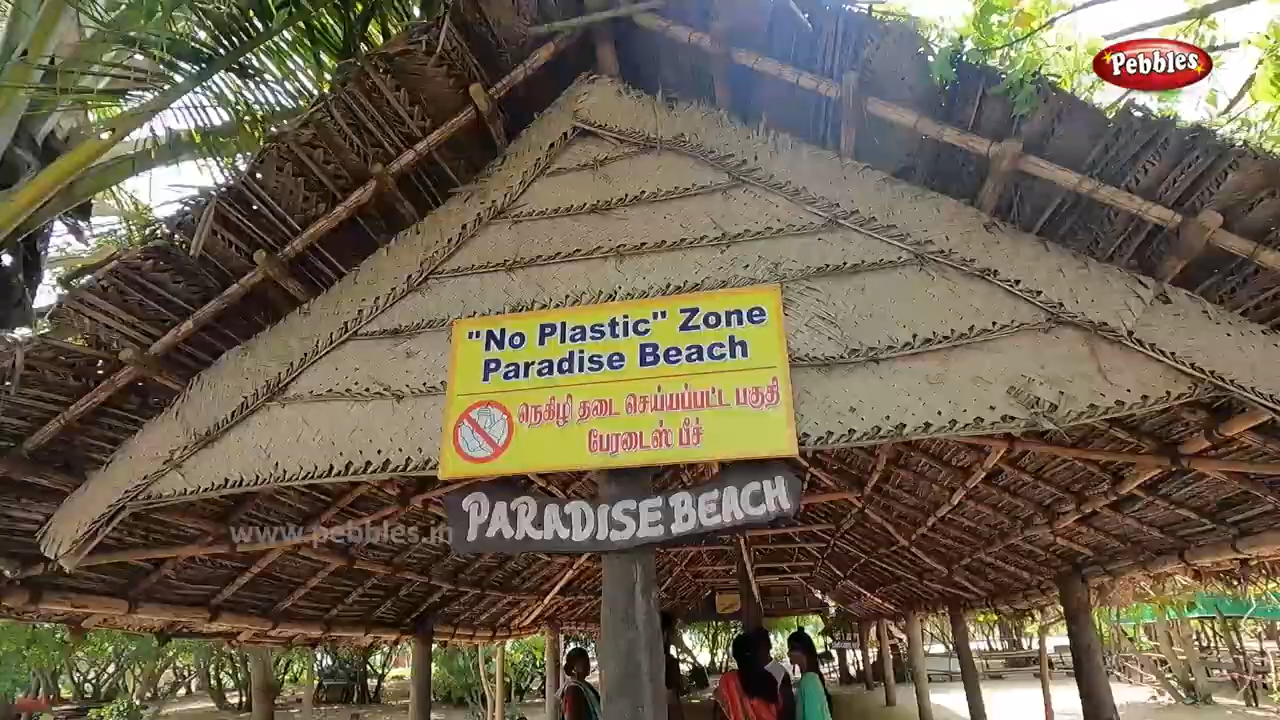 Pebbles
"No Plastic" Zone
Paradise Beach
நெகிழி தடை செய்யப்பட்ட பகுதி
பேரடைஸ் பீச்
PARADISE BEACH
www.pebbles.in